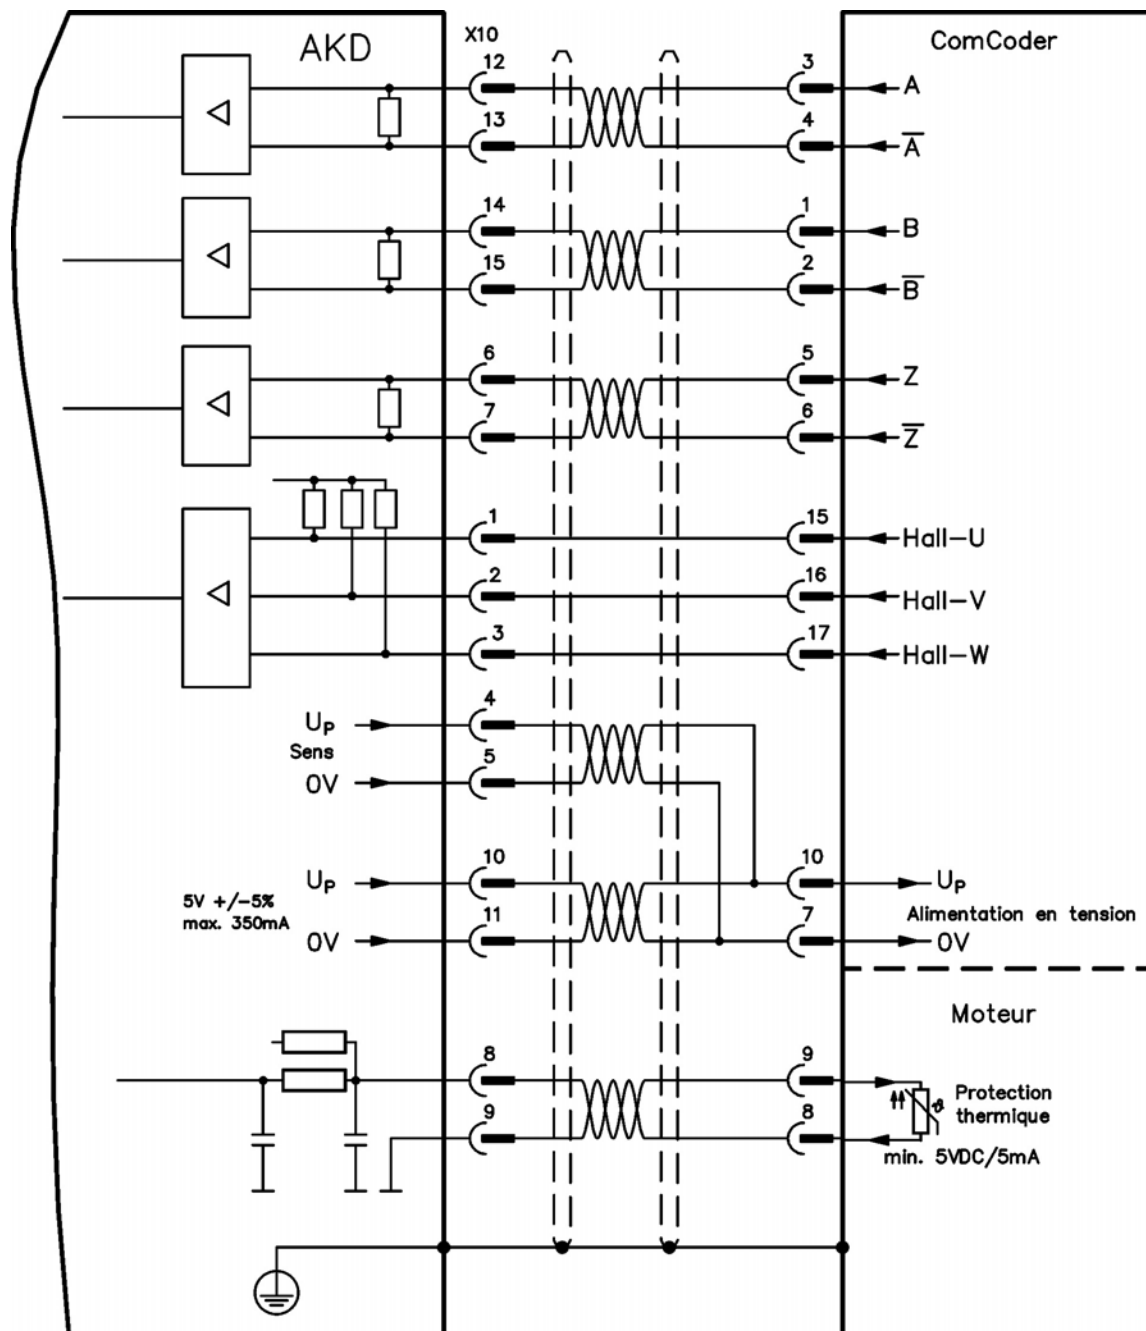 AKD
X10
ComCoder
12
3
A
13
4
A̅
14
1
B
15
2
B̅
6
5
Z
7
6
Z̅
1
15
Hall-U
2
16
Hall-V
3
17
Hall-W
4
UP
Sens
5
0V
10
10
UP
UP
5V +/-5%
max. 350mA
Alimentation en tension
11
7
0V
0V
Moteur
8
9
Protection
thermique
ϑ
9
8
min. 5VDC/5mA